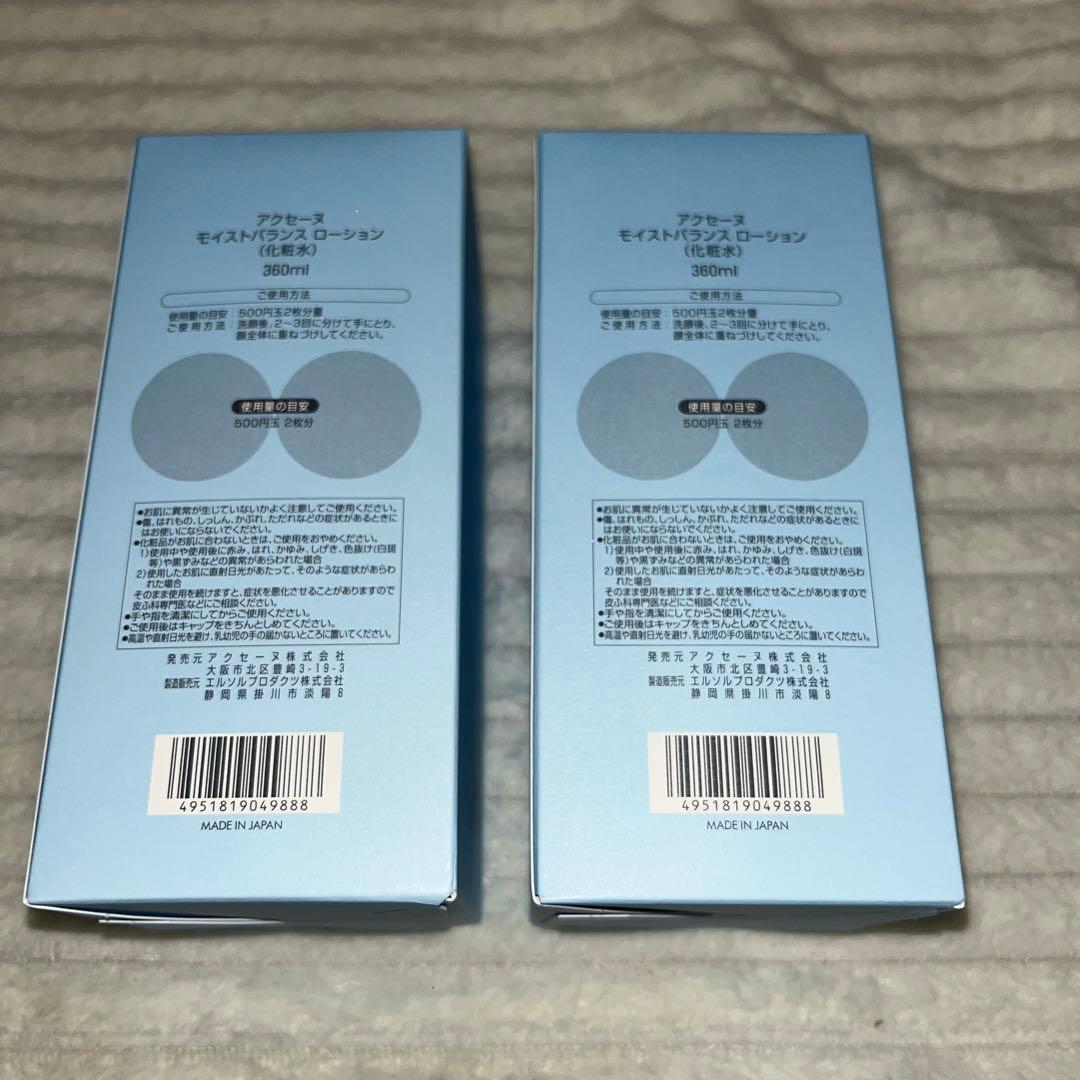 アクセーヌ
モイストバランス ローション
(化粧水)
360ml
ご使用方法
使用量の目安:500円玉2枚分量
ご使用方法:洗顔後、2〜3回に分けて手にとり、
顔全体に重ねづけしてください。
使用量の目安
500円玉 2枚分
●お肌に異常が生じていないかよく注意してご使用ください。
●傷、はれもの、しっしん、かぶれ、ただれなどの症状があるときに
はお使いにならないでください。
●化粧品がお肌に合わないときは、ご使用をおやめください。
1)使用中や使用後に赤み、はれ、かゆみ、しげき、色抜け(白斑
等)や黒ずみなどの異常があらわれた場合
2)使用したお肌に直射日光があたって、そのような症状があらわ
れた場合
そのまま使用を続けますと、症状を悪化させることがありますので
皮ふ科専門医などにご相談ください。
●手や指を清潔にしてからご使用ください。
●ご使用後はキャップをきちんとしめてください。
●高温や直射日光を避け、乳幼児の手の届かないところに置いてください。
発売元 アクセーヌ株式会社
大阪市北区豊崎3-19-3
製造販売元 エルソルプロダクツ株式会社
静岡県掛川市淡陽8
4951819049888
MADE IN JAPAN
アクセーヌ
モイストバランス ローション
(化粧水)
360ml
ご使用方法
使用量の目安:500円玉2枚分量
ご使用方法:洗顔後、2〜3回に分けて手にとり、
顔全体に重ねづけしてください。
使用量の目安
500円玉 2枚分
●お肌に異常が生じていないかよく注意してご使用ください。
●傷、はれもの、しっしん、かぶれ、ただれなどの症状があるときに
はお使いにならないでください。
●化粧品がお肌に合わないときは、ご使用をおやめください。
1)使用中や使用後に赤み、はれ、かゆみ、しげき、色抜け(白斑
等)や黒ずみなどの異常があらわれた場合
2)使用したお肌に直射日光があたって、そのような症状があらわ
れた場合
そのまま使用を続けますと、症状を悪化させることがありますので
皮ふ科専門医などにご相談ください。
●手や指を清潔にしてからご使用ください。
●ご使用後はキャップをきちんとしめてください。
●高温や直射日光を避け、乳幼児の手の届かないところに置いてください。
発売元 アクセーヌ株式会社
大阪市北区豊崎3-19-3
製造販売元 エルソルプロダクツ株式会社
静岡県掛川市淡陽8
4951819049888
MADE IN JAPAN